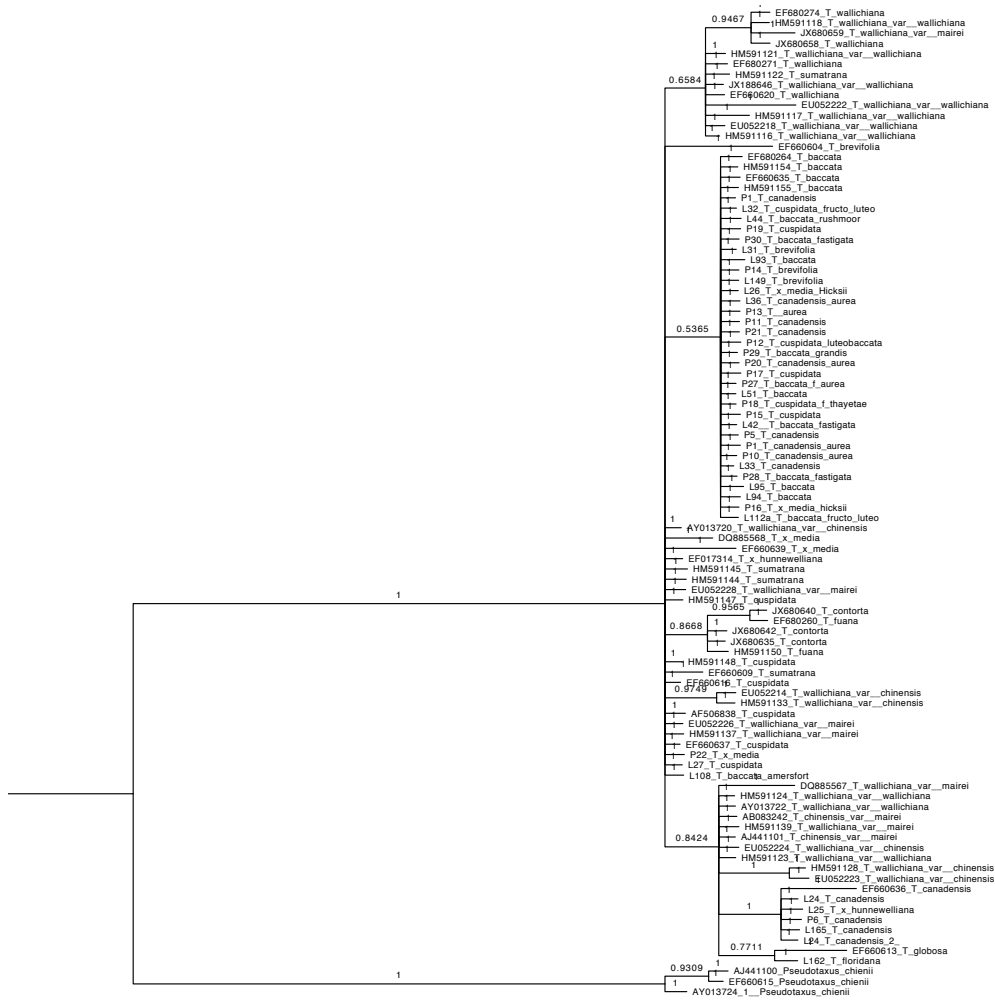 EF680274_T_wallichiana
0.9467
HM591118_T_wallichiana_var__wallichiana
JX680659_T_wallichiana_var__mairei
JX680658_T_wallichiana
1
HM591121_T_wallichiana_var__wallichiana
EF680271_T_wallichiana
HM591122_T_sumatrana
0.6584
JX188646_T_wallichiana_var__wallichiana
EF660620_T_wallichiana
EU052222_T_wallichiana_var__wallichiana
HM591117_T_wallichiana_var__wallichiana
EU052218_T_wallichiana_var__wallichiana
HM591116_T_wallichiana_var__wallichiana
EF660604_T_brevifolia
EF680264_T_baccata
HM591154_T_baccata
EF660635_T_baccata
HM591155_T_baccata
P1_T_canadensis
L32_T_cuspidata_fructo_luteo
L44_T_baccata_rushmoor
P19_T_cuspidata
P30_T_baccata_fastigata
L31_T_brevifolia
L93_T_baccata
P14_T_brevifolia
L149_T_brevifolia
L26_T_x_media_Hicksii
L36_T_canadensis_aurea
P13_T__aurea
P11_T_canadensis
0.5365
P21_T_canadensis
P12_T_cuspidata_luteobaccata
P29_T_baccata_grandis
P20_T_canadensis_aurea
P17_T_cuspidata
P27_T_baccata_f_aurea
L51_T_baccata
P18_T_cuspidata_f_thayetae
P15_T_cuspidata
L42__T_baccata_fastigata
P5_T_canadensis
P1_T_canadensis_aurea
P10_T_canadensis_aurea
L33_T_canadensis
P28_T_baccata_fastigata
L95_T_baccata
L94_T_baccata
P16_T_x_media_hicksii
L112a_T_baccata_fructo_luteo
1
AY013720_T_wallichiana_var__chinensis
DQ885568_T_x_media
EF660639_T_x_media
EF017314_T_x_hunnewelliana
HM591145_T_sumatrana
HM591144_T_sumatrana
EU052228_T_wallichiana_var__mairei
1
HM591147_T_cuspidata
0.9565
JX680640_T_contorta
EF680260_T_fuana
0.8668
1
JX680642_T_contorta
JX680635_T_contorta
1
HM591150_T_fuana
HM591148_T_cuspidata
EF660609_T_sumatrana
EF660616_T_cuspidata
0.9749
EU052214_T_wallichiana_var__chinensis
HM591133_T_wallichiana_var__chinensis
1
AF506838_T_cuspidata
EU052226_T_wallichiana_var__mairei
HM591137_T_wallichiana_var__mairei
EF660637_T_cuspidata
P22_T_x_media
L27_T_cuspidata
L108_T_baccata_amersfort
DQ885567_T_wallichiana_var__mairei
HM591124_T_wallichiana_var__wallichiana
AY013722_T_wallichiana_var__wallichiana
AB083242_T_chinensis_var__mairei
HM591139_T_wallichiana_var__mairei
AJ441101_T_chinensis_var__mairei
0.8424
EU052224_T_wallichiana_var__chinensis
HM591123_T_wallichiana_var__wallichiana
1
HM591128_T_wallichiana_var__chinensis
EU052223_T_wallichiana_var__chinensis
EF660636_T_canadensis
L24_T_canadensis
1
L25_T_x_hunnewelliana
P6_T_canadensis
L165_T_canadensis
L24_T_canadensis_2_
0.7711
EF660613_T_globosa
L162_T_floridana
0.9309
1
AJ441100_Pseudotaxus_chienii
1
1
EF660615_Pseudotaxus_chienii
AY013724_1__Pseudotaxus_chienii